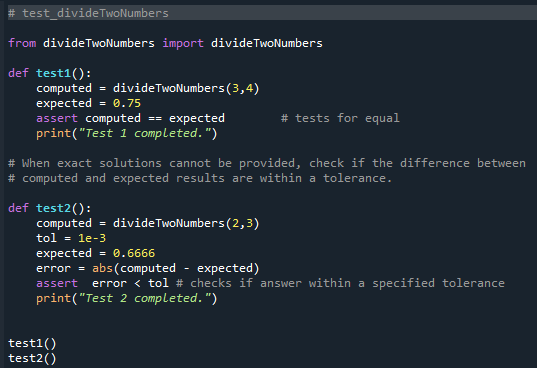 # test_divideTwoNumbers
from divideTwoNumbers import divideTwoNumbers
def test1():
computed = divideTwoNumbers(3,4)
expected = 0.75
assert computed == expected # tests for equal
print("Test 1 completed.")
# When exact solutions cannot be provided, check if the difference between
# computed and expected results are within a tolerance.
def test2():
computed = divideTwoNumbers(2,3)
tol = 1e-3
expected = 0.6666
error = abs(computed - expected)
assert  error < tol # checks if answer within a specified tolerance
print("Test 2 completed.")
test1()
test2()